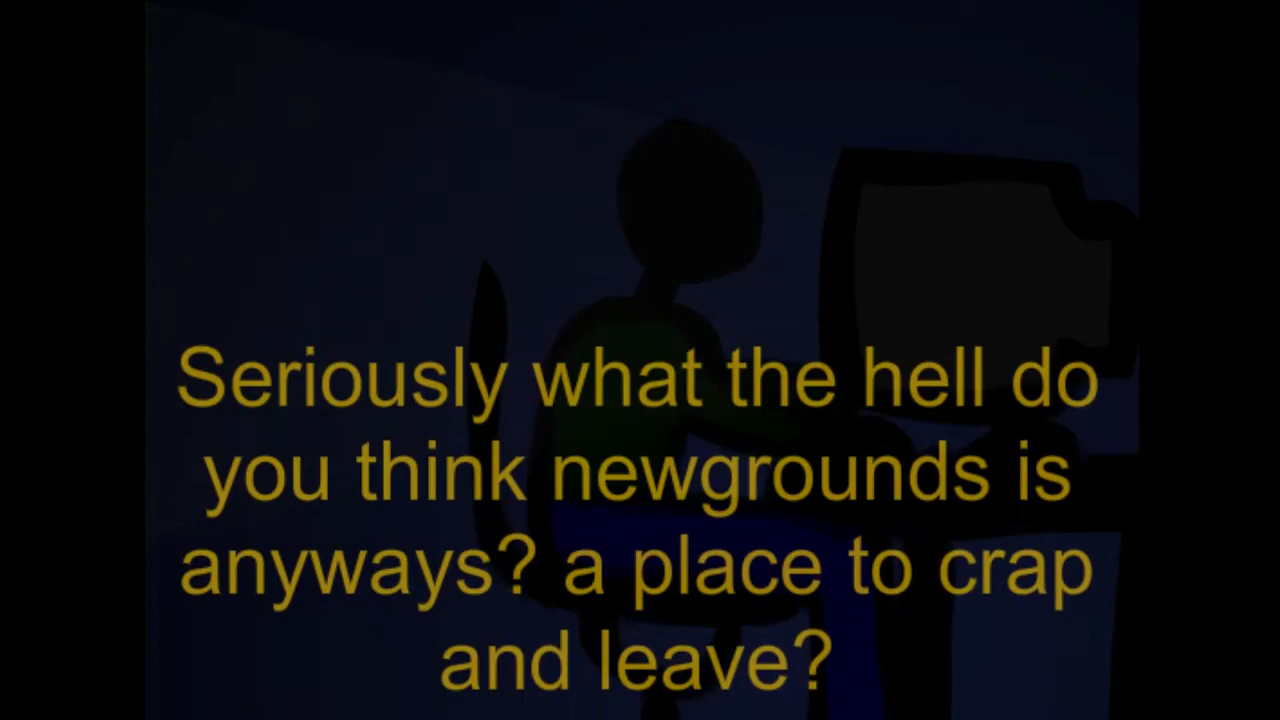 Seriously what the hell do
you think newgrounds is
anyways? a place to crap
and leave?